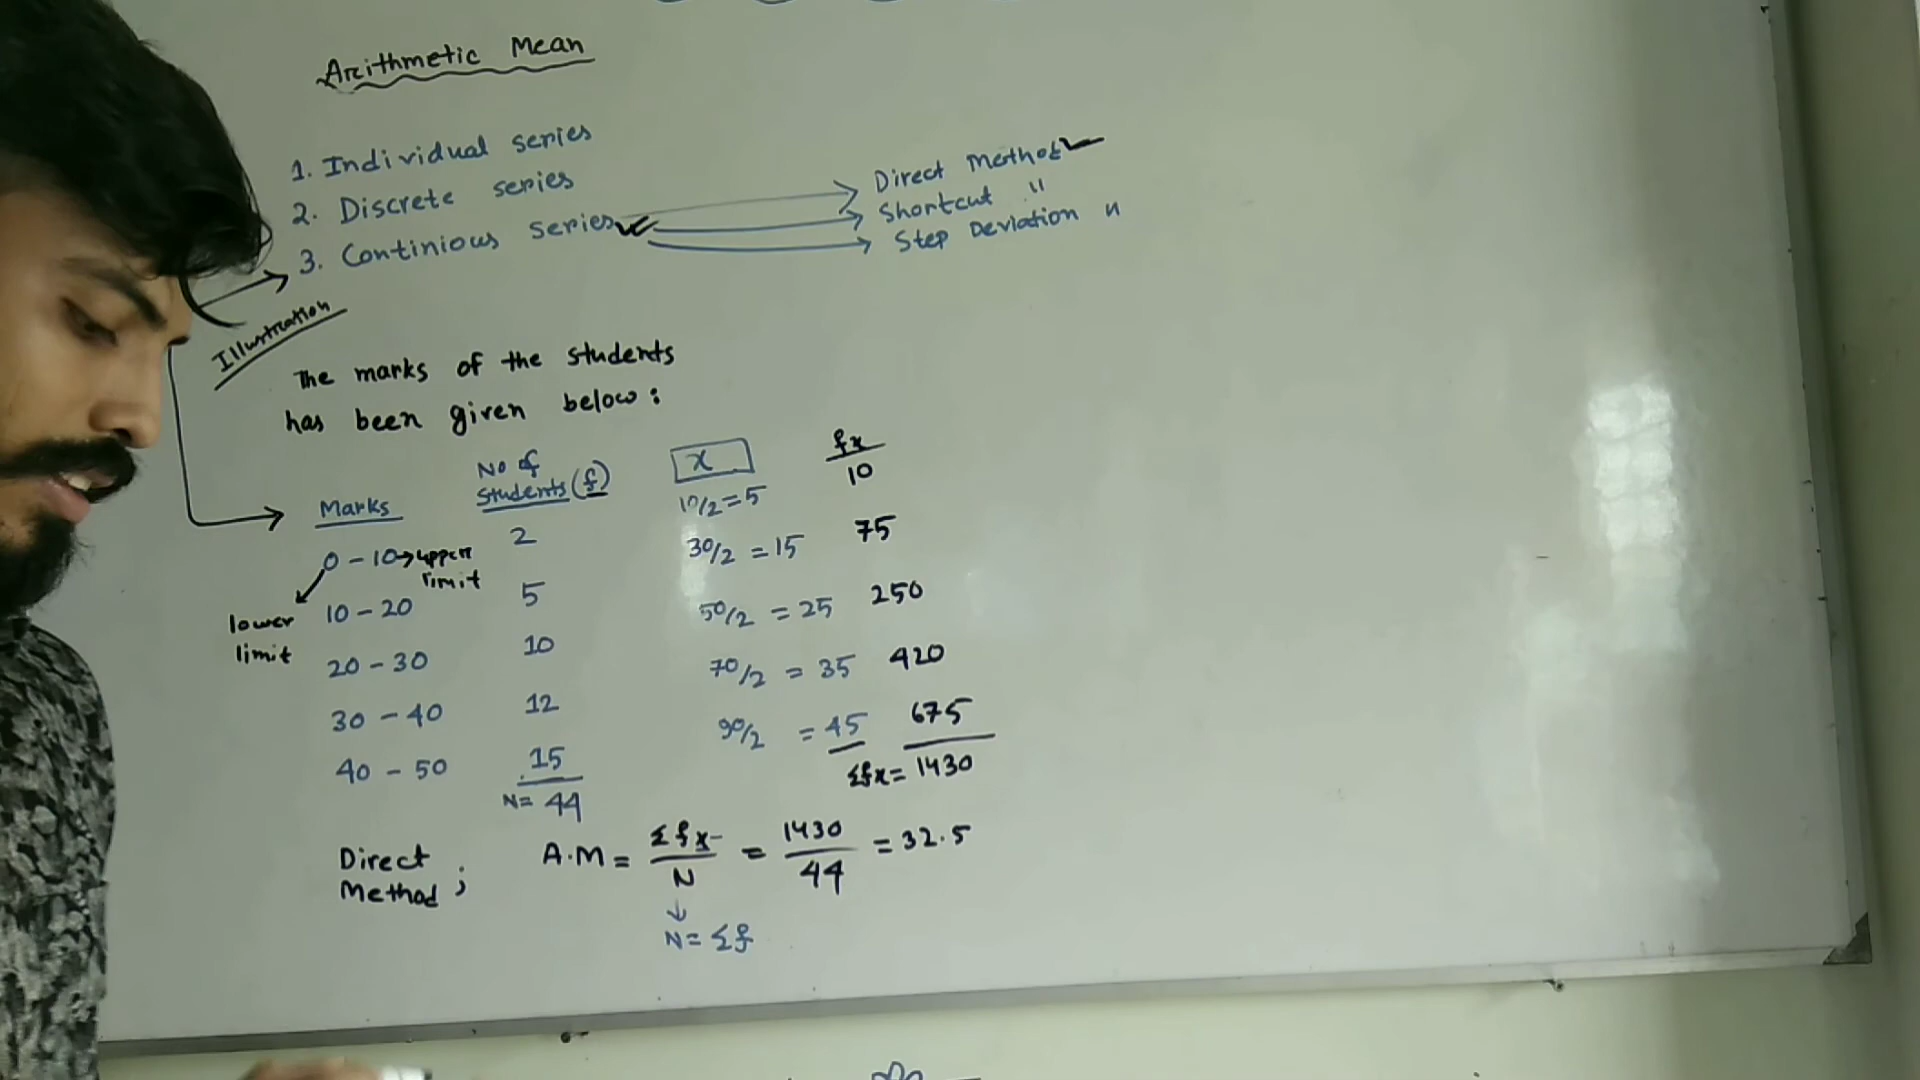 Arithmetic Mean
1. Individual series
2. Discrete series
3. Continious series
Direct Method
Shortcut "
Step Deviation "
Illustration
The marks of the students
has been given below:
Marks
No of
Students (f)
x
fx
0 - 10 → upper limit
lower limit
2
10/2 = 5
10
10 - 20
5
30/2 = 15
75
20 - 30
10
50/2 = 25
250
30 - 40
12
70/2 = 35
420
40 - 50
15
90/2 = 45
675
N= 44
Σfx= 1430
Direct Method ; A.M = Σfx / N = 1430 / 44 = 32.5
N= Σf